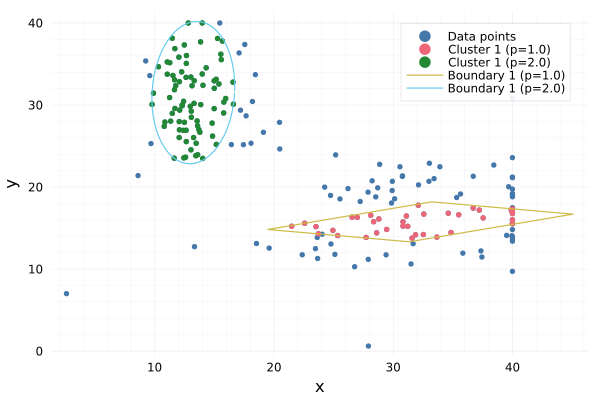 40
30
20
10
0
y
10
20
30
40
x
Data points
Cluster 1 (p=1.0)
Cluster 1 (p=2.0)
Boundary 1 (p=1.0)
Boundary 1 (p=2.0)